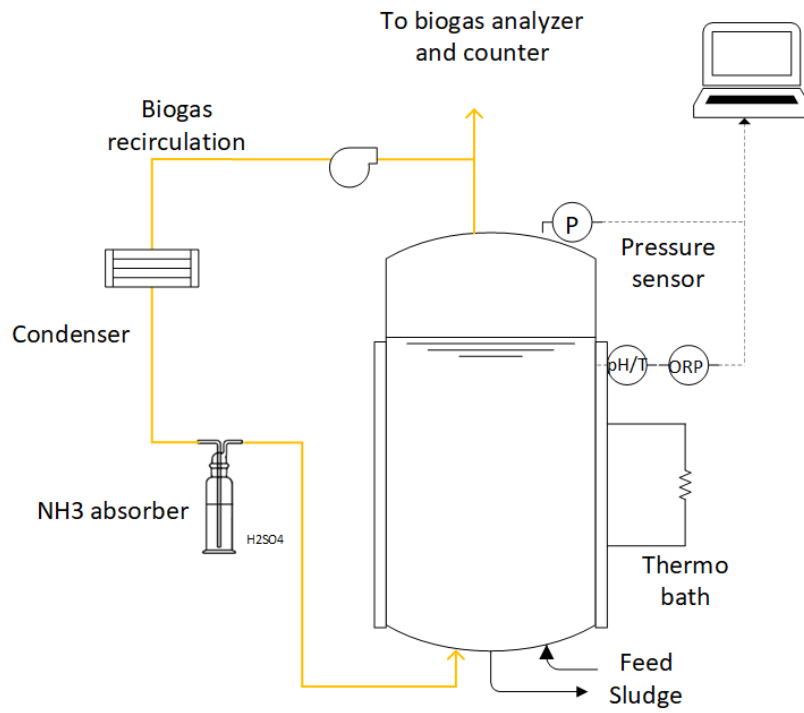 To biogas analyzer
and counter
Biogas
recirculation
P
Pressure
sensor
Condenser
pH/T
ORP
NH3 absorber
H2SO4
Thermo
bath
Feed
Sludge